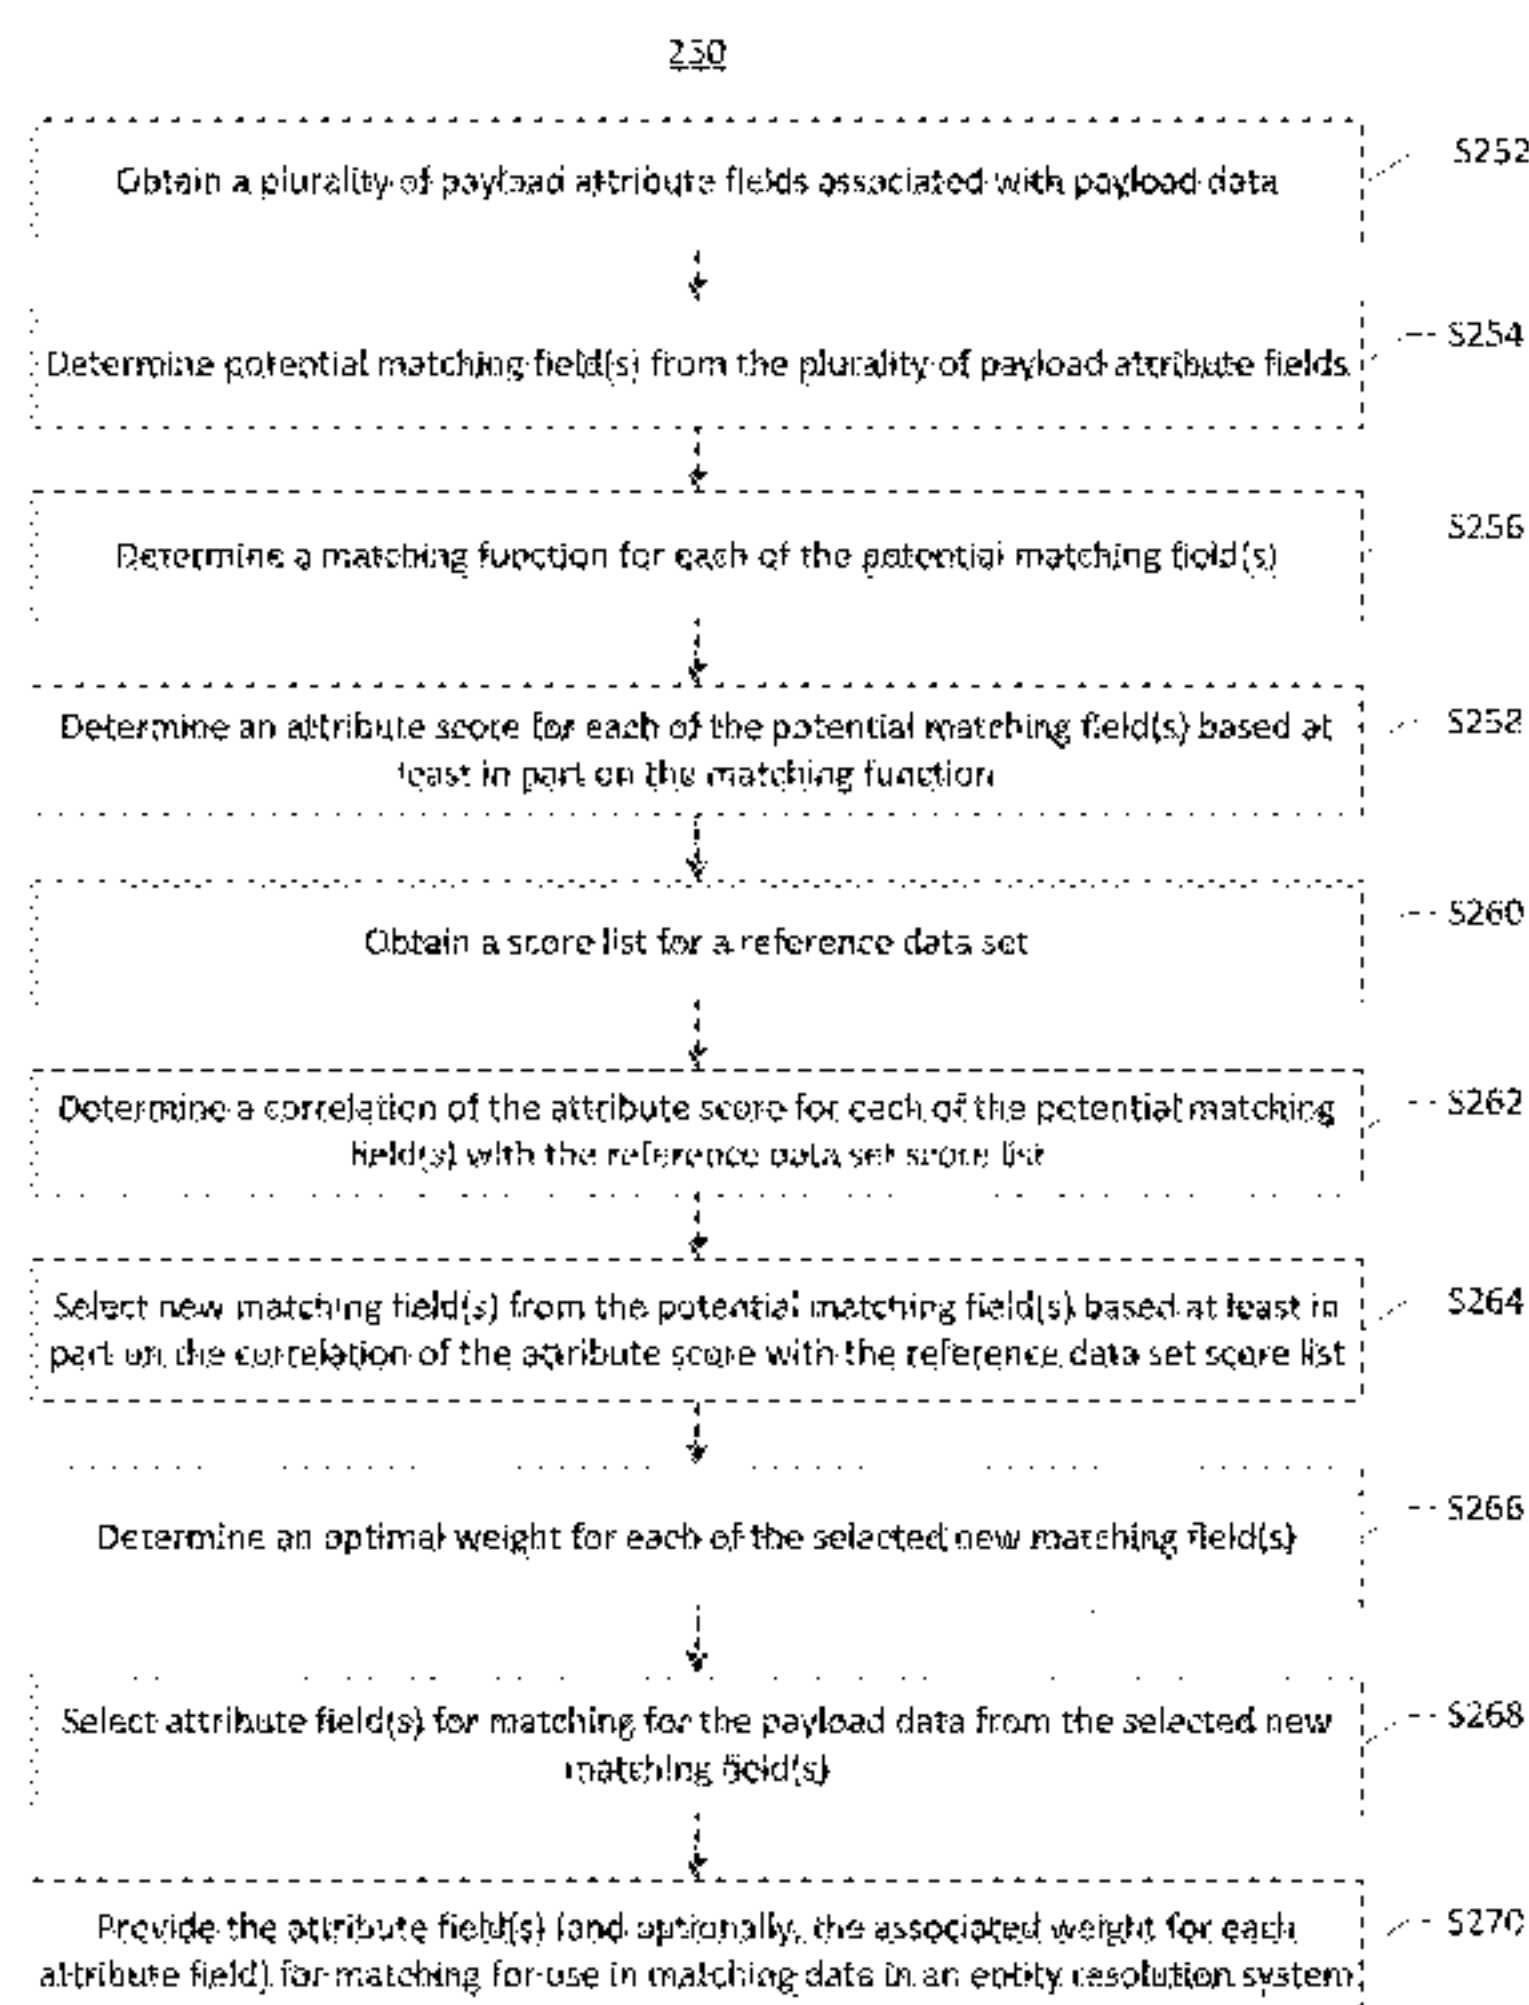 250
Obtain a plurality of payload attribute fields associated with payload data
S252
Determine potential matching field(s) from the plurality of payload attribute fields
S254
Determine a matching function for each of the potential matching field(s)
S256
Determine an attribute score for each of the potential matching field(s) based at
least in part on the matching function
S258
Obtain a score list for a reference data set
S260
Determine a correlation of the attribute score for each of the potential matching
field(s) with the reference data set score list
S262
Select new matching field(s) from the potential matching field(s) based at least in
part on the correlation of the attribute score with the reference data set score list
S264
Determine an optimal weight for each of the selected new matching field(s)
S266
Select attribute field(s) for matching for the payload data from the selected new
matching field(s)
S268
Provide the attribute field(s) (and optionally, the associated weight for each
attribute field) for matching for use in matching data in an entity resolution system
S270